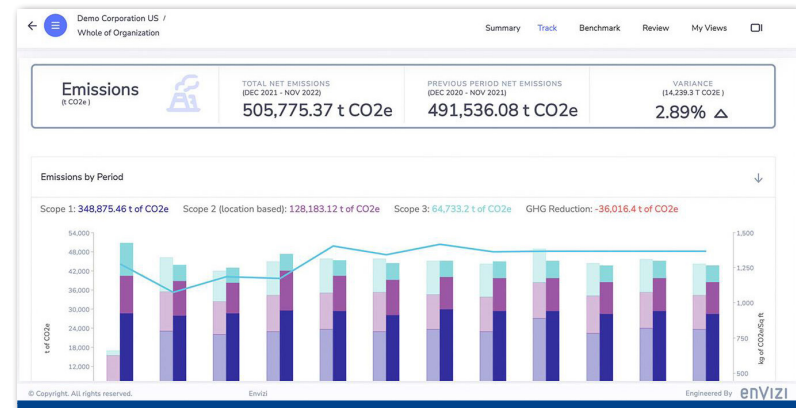 Demo Corporation US /
Whole of Organization
Summary Track Benchmark Review My Views
Emissions
(t CO2e )
TOTAL NET EMISSIONS
(DEC 2021 - NOV 2022)
505,775.37 t CO2e
PREVIOUS PERIOD NET EMISSIONS
(DEC 2020 - NOV 2021)
491,536.08 t CO2e
VARIANCE
(14,239.3 T CO2E )
2.89%
Emissions by Period
Scope 1: 348,875.46 t of CO2e Scope 2 (location based): 128,183.12 t of CO2e Scope 3: 64,733.2 t of CO2e GHG Reduction: -36,016.4 t of CO2e
54,000
48,000
42,000
36,000
30,000
24,000
18,000
12,000
t of CO2e
1,500
1,250
1,000
750
500
kg of CO2e/Sq ft
© Copyright. All rights reserved. Envizi Engineered By envizi